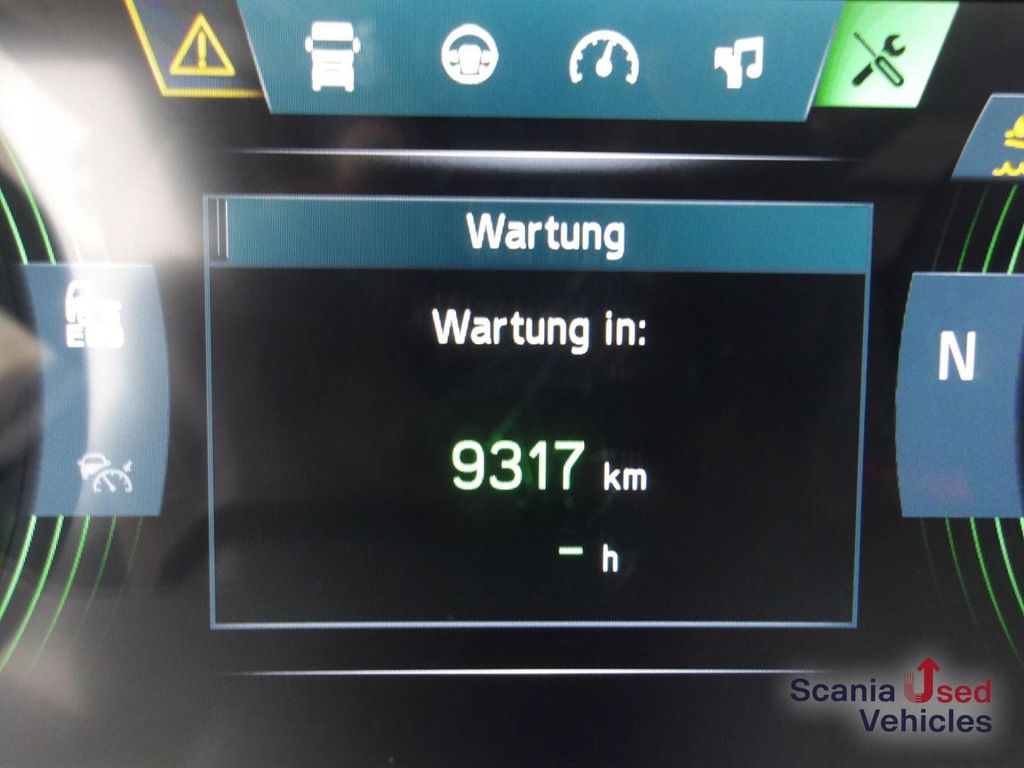 Wartung
Wartung in:
9317 km
– h
N
Scania Used
Vehicles